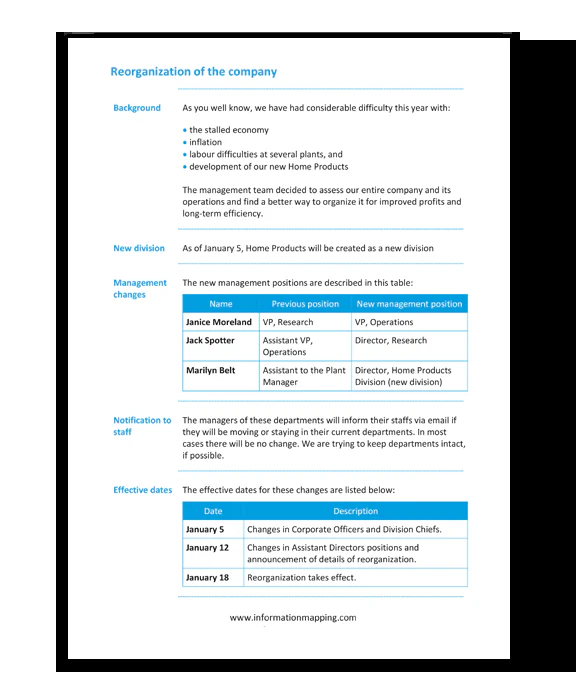 Reorganization of the company
Background
As you well know, we have had considerable difficulty this year with:
• the stalled economy
• inflation
• labour difficulties at several plants, and
• development of our new Home Products
The management team decided to assess our entire company and its
operations and find a better way to organize it for improved profits and
long-term efficiency.
New division
As of January 5, Home Products will be created as a new division
Management
changes
The new management positions are described in this table:
Name Previous position New management position
Janice Moreland VP, Research VP, Operations
Jack Spotter Assistant VP, Director, Research
Operations
Marilyn Belt Assistant to the Plant Director, Home Products
Manager Division (new division)
Notification to
staff
The managers of these departments will inform their staffs via email if
they will be moving or staying in their current departments. In most
cases there will be no change. We are trying to keep departments intact,
if possible.
Effective dates
The effective dates for these changes are listed below:
Date Description
January 5 Changes in Corporate Officers and Division Chiefs.
January 12 Changes in Assistant Directors positions and
announcement of details of reorganization.
January 18 Reorganization takes effect.
www.informationmapping.com